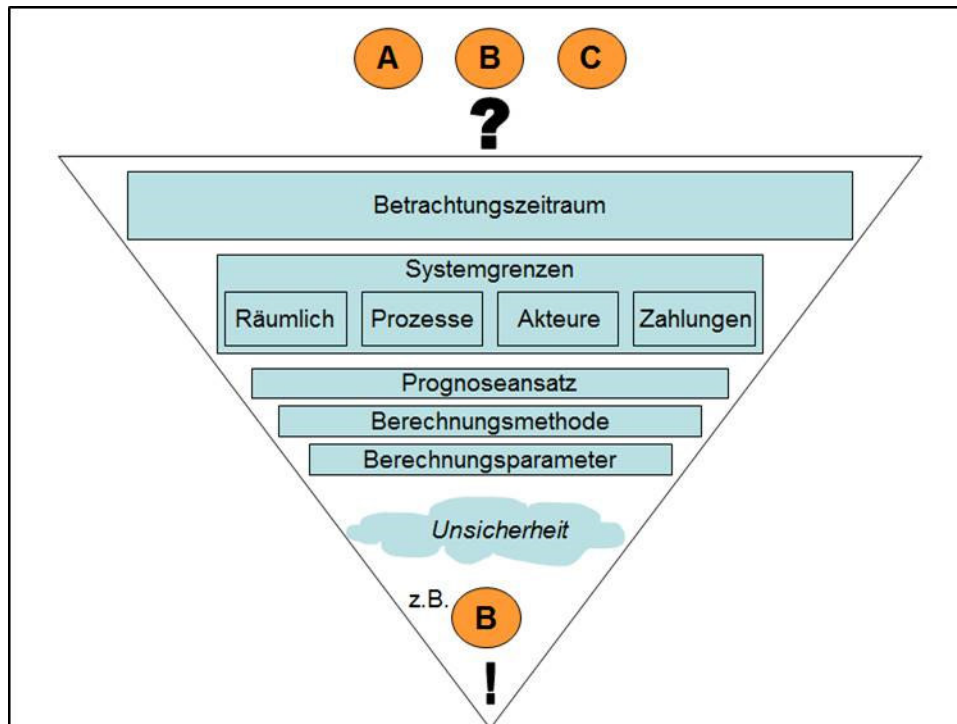 A B C
?
Betrachtungszeitraum
Systemgrenzen
Räumlich Prozesse Akteure Zahlungen
Prognoseansatz
Berechnungsmethode
Berechnungsparameter
Unsicherheit
z.B. B
!